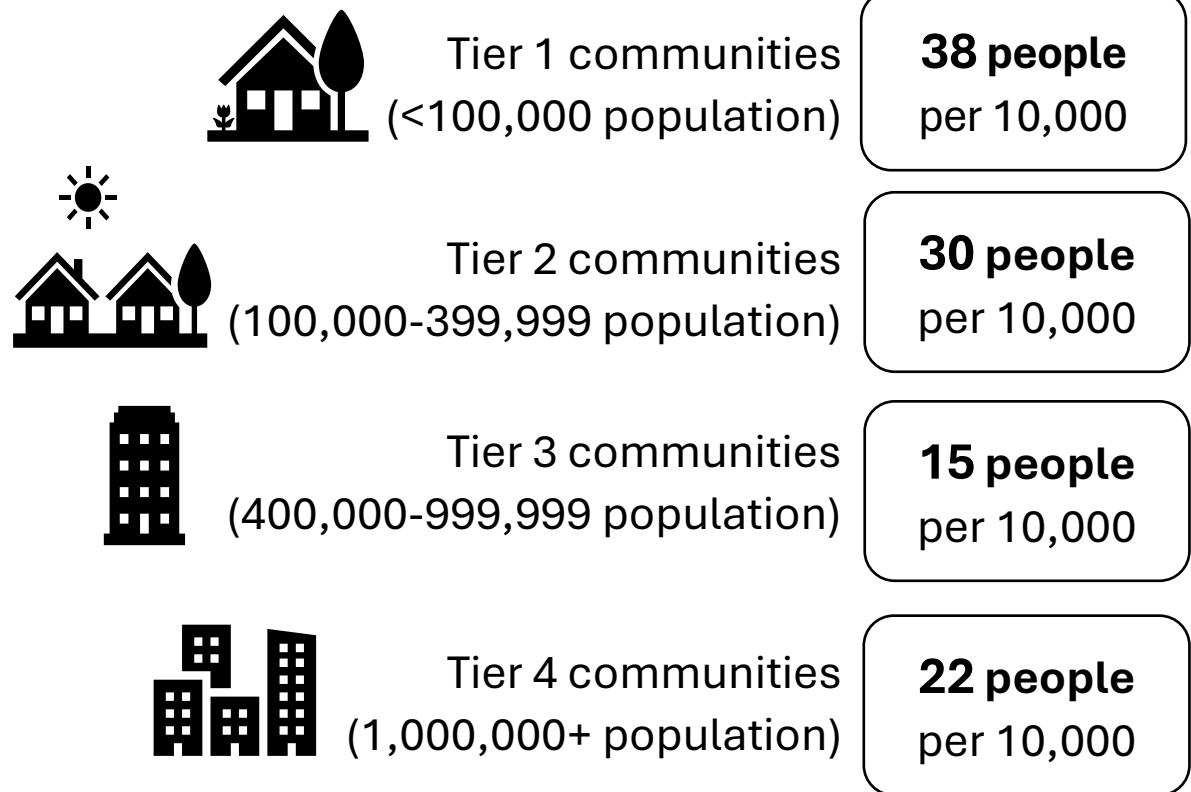 Tier 1 communities
(<100,000 population)
38 people
per 10,000
Tier 2 communities
(100,000-399,999 population)
30 people
per 10,000
Tier 3 communities
(400,000-999,999 population)
15 people
per 10,000
Tier 4 communities
(1,000,000+ population)
22 people
per 10,000